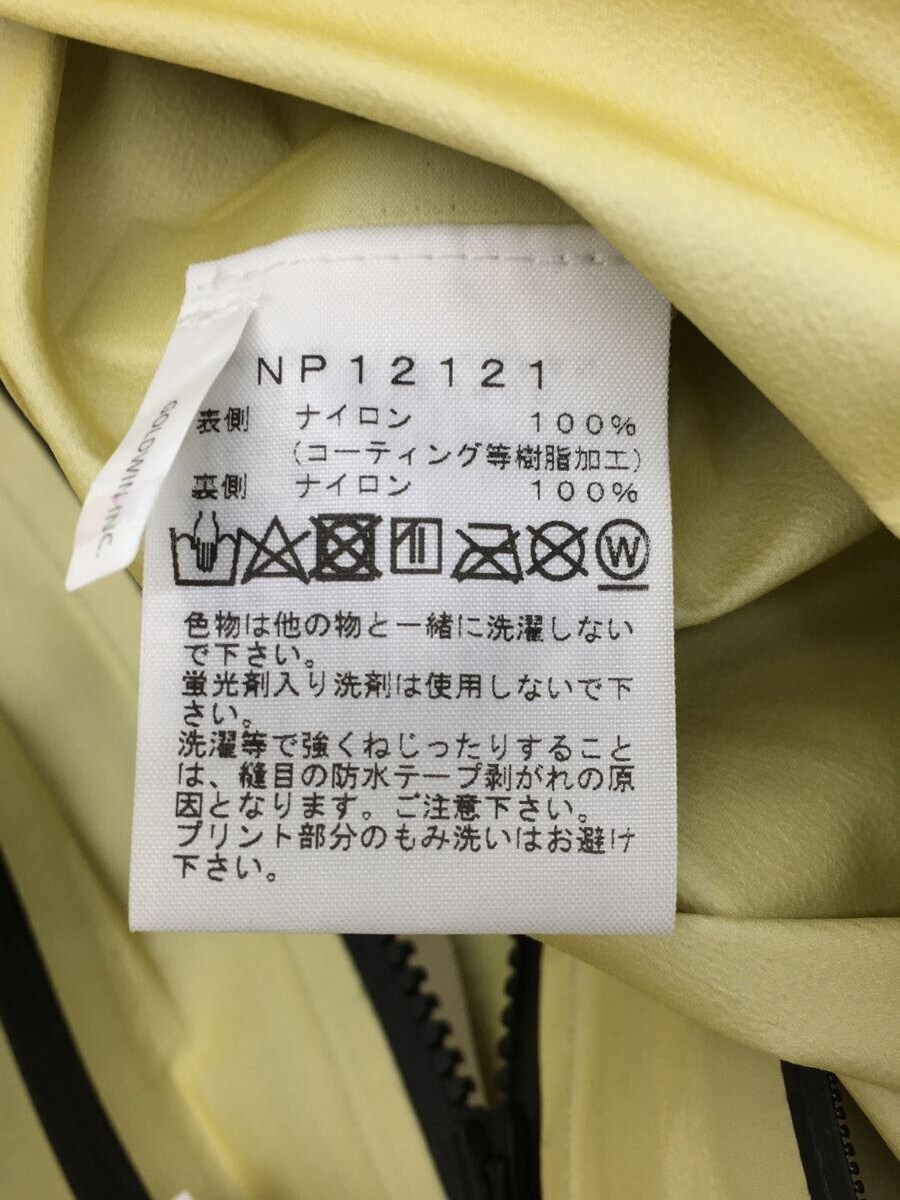 NP12121
表側 ナイロン 100%
(コーティング等樹脂加工)
裏側 ナイロン 100%
W
色物は他の物と一緒に洗濯しない
で下さい。
蛍光剤入り洗剤は使用しないで下
さい。
洗濯等で強くねじったりすること
は、縫目の防水テープ剥がれの原
因となります。ご注意下さい。
プリント部分のもみ洗いはお避け
下さい。
GOLDWIN INC.